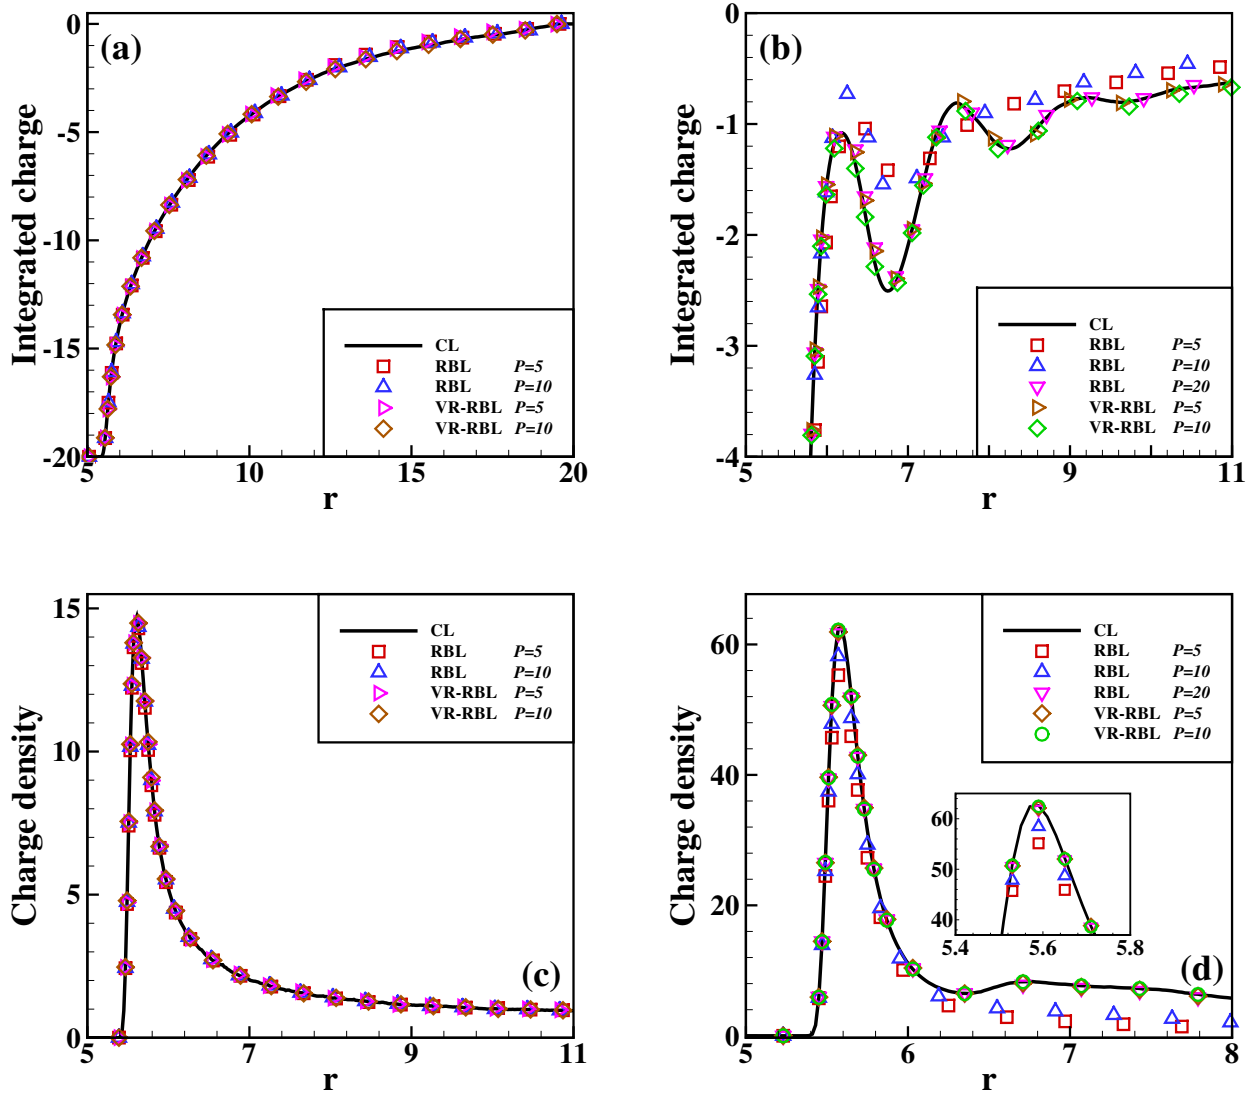 (a)
Integrated charge
0
-5
-10
-15
-20
5
10
15
20
r
CL
RBL P=5
RBL P=10
VR-RBL P=5
VR-RBL P=10
(b)
Integrated charge
0
-1
-2
-3
-4
5
7
9
11
r
CL
RBL P=5
RBL P=10
RBL P=20
VR-RBL P=5
VR-RBL P=10
(c)
Charge density
15
10
5
0
5
7
9
11
r
CL
RBL P=5
RBL P=10
VR-RBL P=5
VR-RBL P=10
(d)
Charge density
60
40
20
0
5
6
7
8
r
CL
RBL P=5
RBL P=10
RBL P=20
VR-RBL P=5
VR-RBL P=10
60
50
40
5.4
5.6
5.8